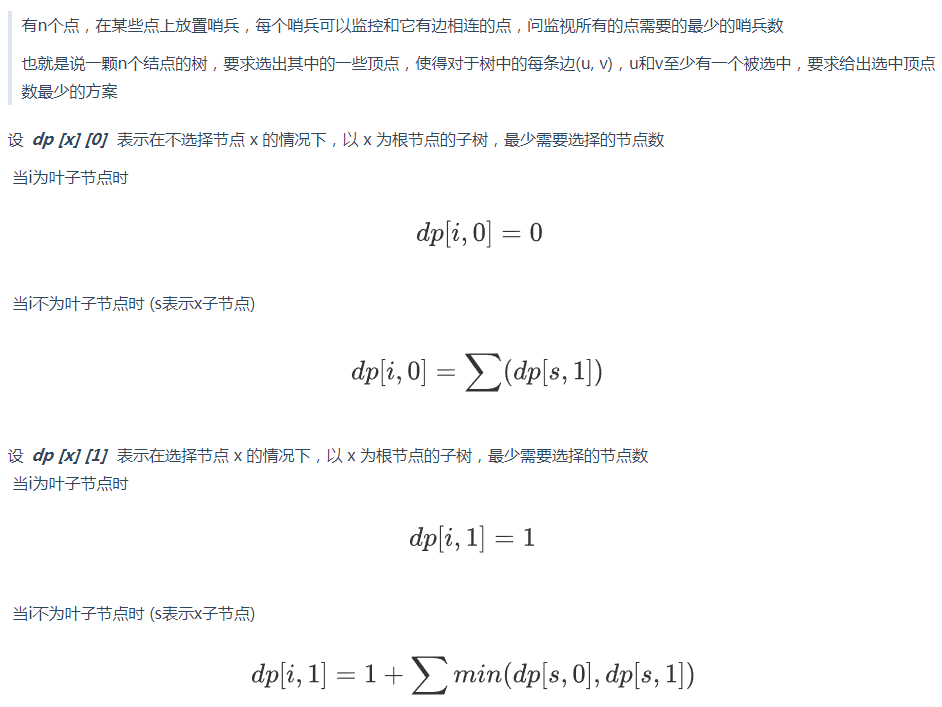 有n个点，在某些点上放置哨兵，每个哨兵可以监控和它有边相连的点，问监视所有的点需要的最少的哨兵数
也就是说一颗n个结点的树，要求选出其中的一些顶点，使得对于树中的每条边(u, v)，u和v至少有一个被选中，要求给出选中顶点
数最少的方案
设 dp [x] [0] 表示在不选择节点 x 的情况下，以 x 为根节点的子树，最少需要选择的节点数
当i为叶子节点时
dp[i, 0] = 0
当i不为叶子节点时 (s表示x子节点)
dp[i, 0] = ∑(dp[s, 1])
设 dp [x] [1] 表示在选择节点 x 的情况下，以 x 为根节点的子树，最少需要选择的节点数
当i为叶子节点时
dp[i, 1] = 1
当i不为叶子节点时 (s表示x子节点)
dp[i, 1] = 1 + ∑ min(dp[s, 0], dp[s, 1])